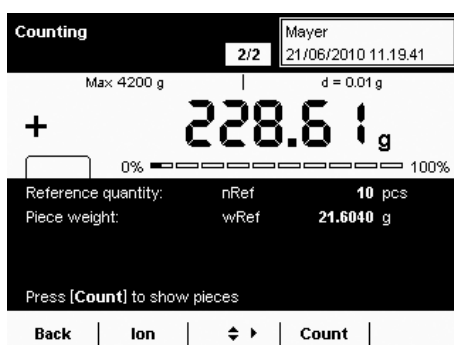 Counting
2/2
Mayer
21/06/2010 11.19.41
Max 4200 g
d = 0.01 g
+ 228.61 g
0% 100%
Reference quantity: nRef 10 pcs
Piece weight: wRef 21.6040 g
Press [Count] to show pieces
Back Ion Count